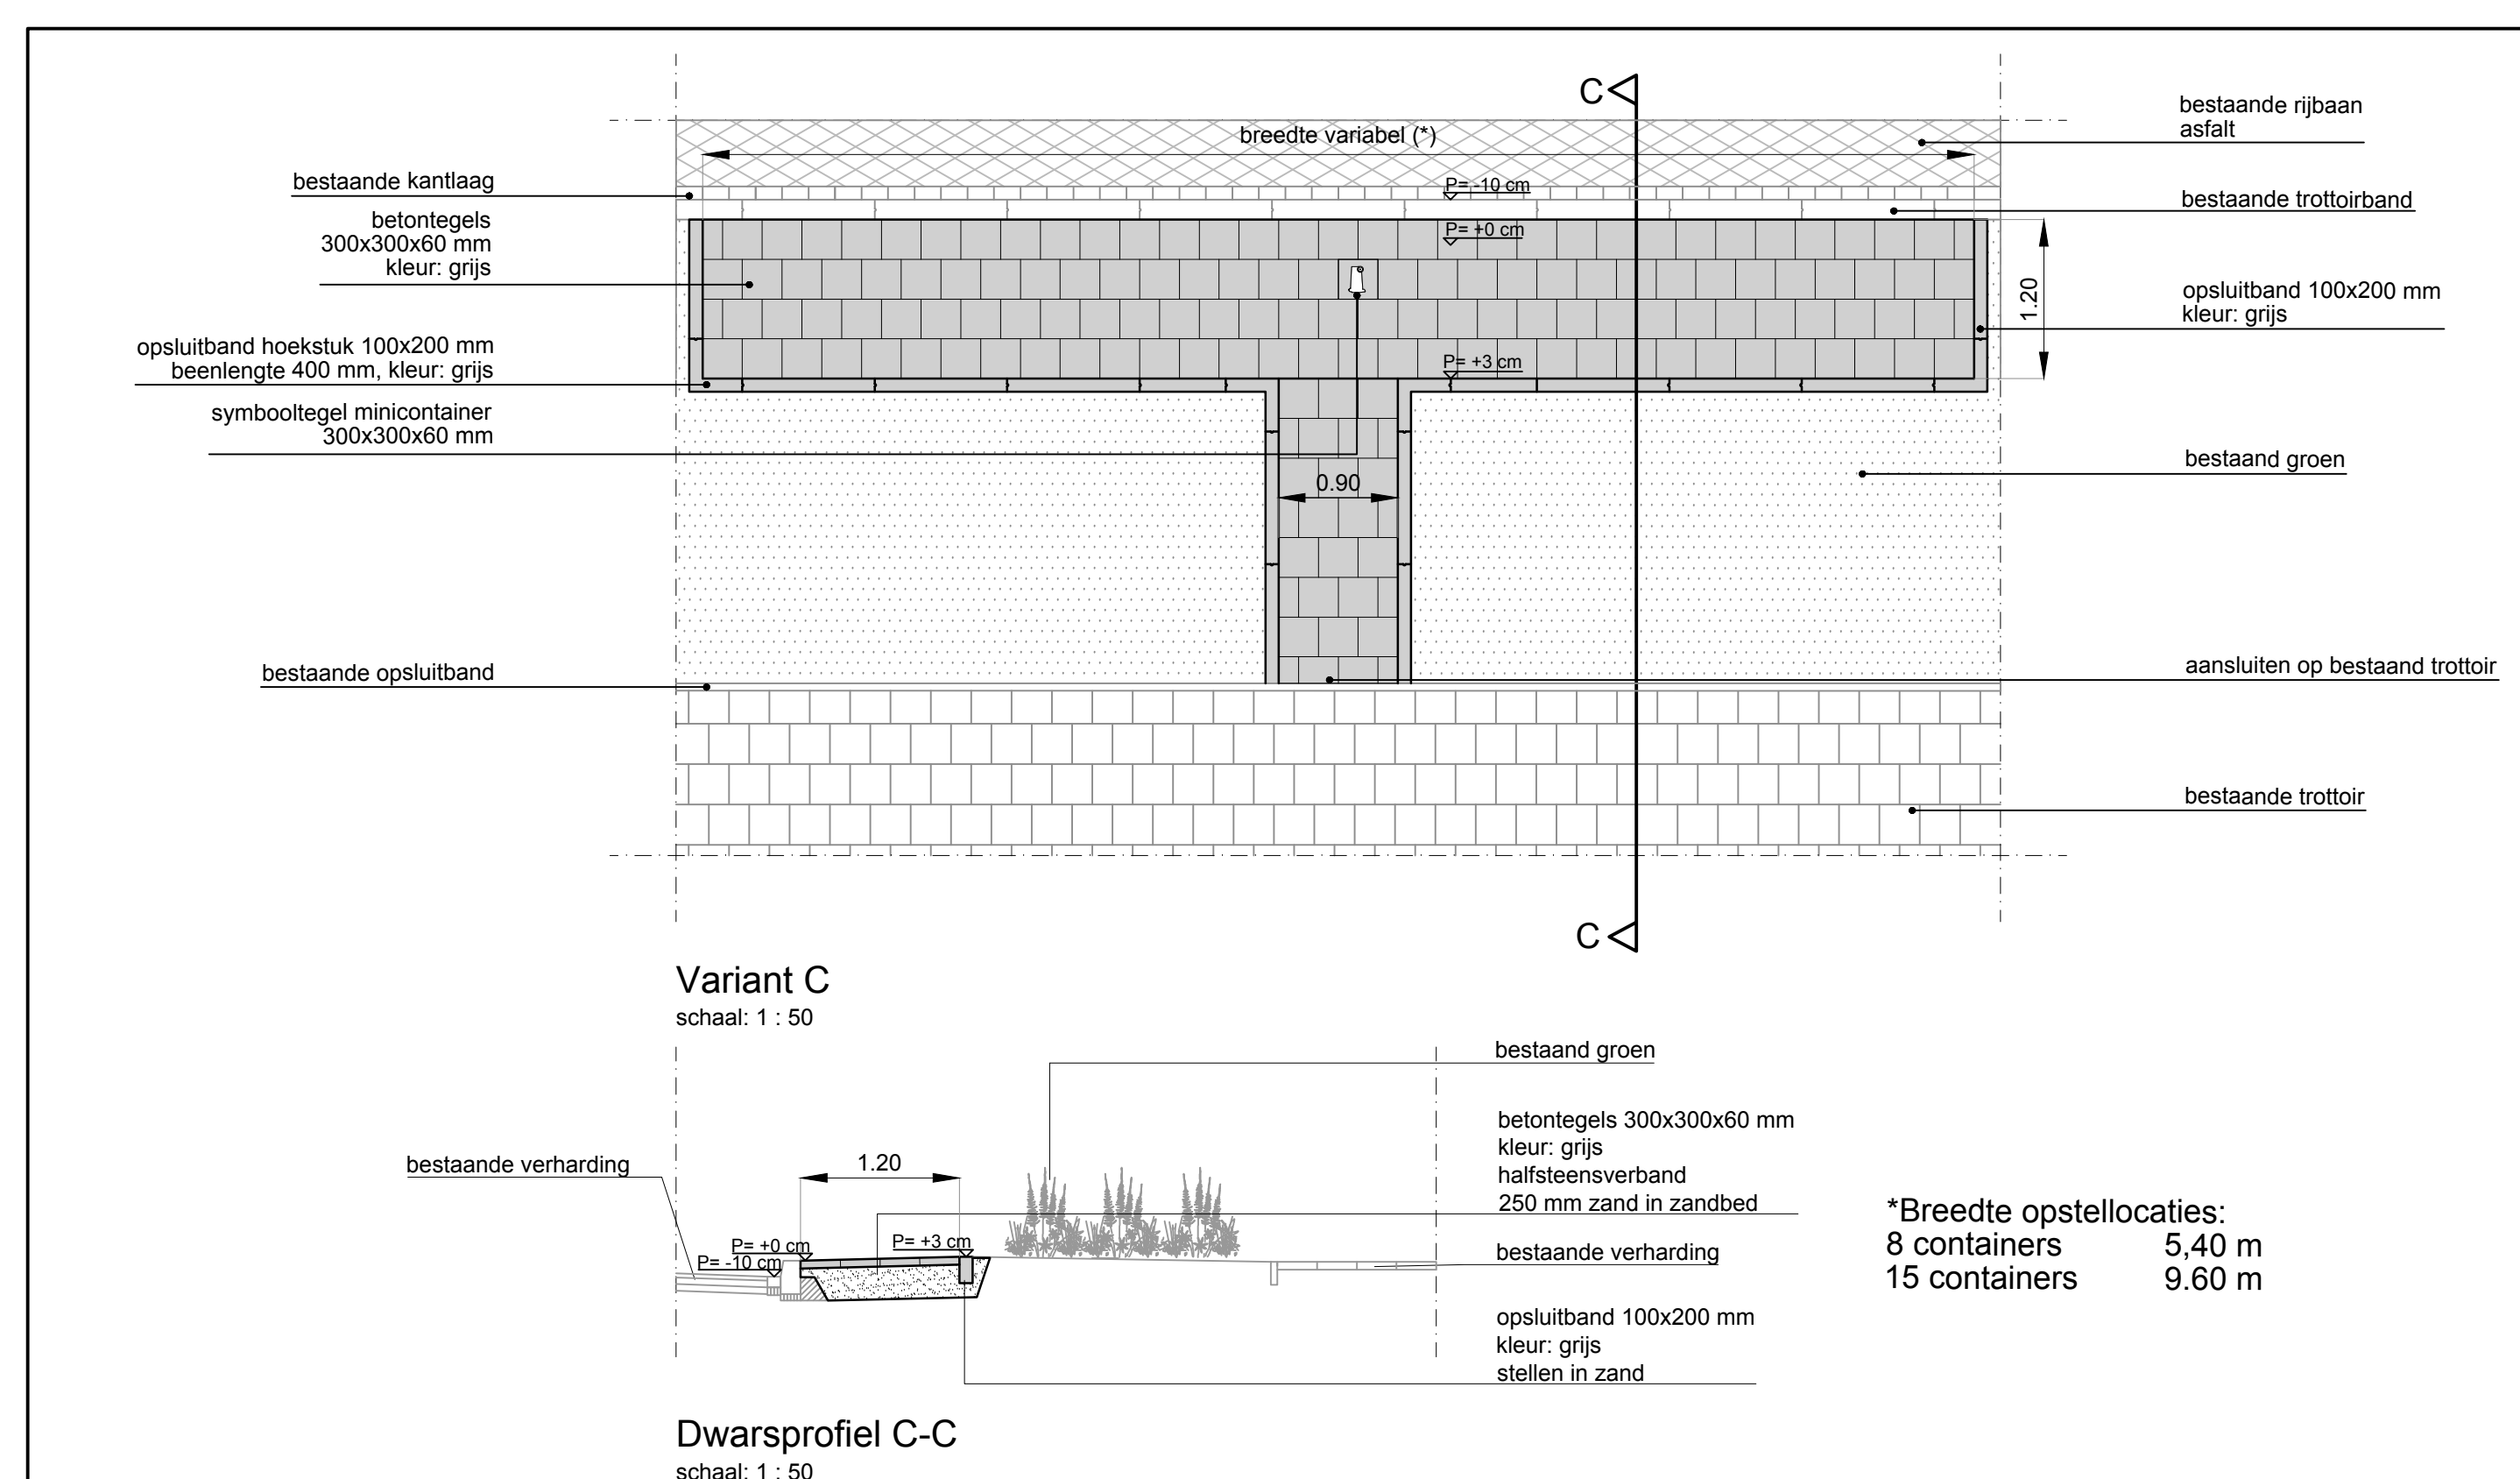 C
bestaande rijbaan
asfalt
breedte variabel (*)
bestaande kantlaag
P= -10 cm
bestaande trottoirband
betontegels
300x300x60 mm
kleur: grijs
P= +0 cm
1.20
opsluitband 100x200 mm
kleur: grijs
opsluitband hoekstuk 100x200 mm
beenlengte 400 mm, kleur: grijs
P= +3 cm
symbooltegel minicontainer
300x300x60 mm
bestaand groen
0.90
bestaande opsluitband
aansluiten op bestaand trottoir
bestaande trottoir
C
Variant C
schaal: 1 : 50
bestaand groen
betontegels 300x300x60 mm
kleur: grijs
halfsteensverband
250 mm zand in zandbed
bestaande verharding
1.20
P= +0 cm
P= +3 cm
P= -10 cm
bestaande verharding
opsluitband 100x200 mm
kleur: grijs
stellen in zand
*Breedte opstellocaties:
8 containers 5,40 m
15 containers 9.60 m
Dwarsprofiel C-C
schaal: 1 : 50